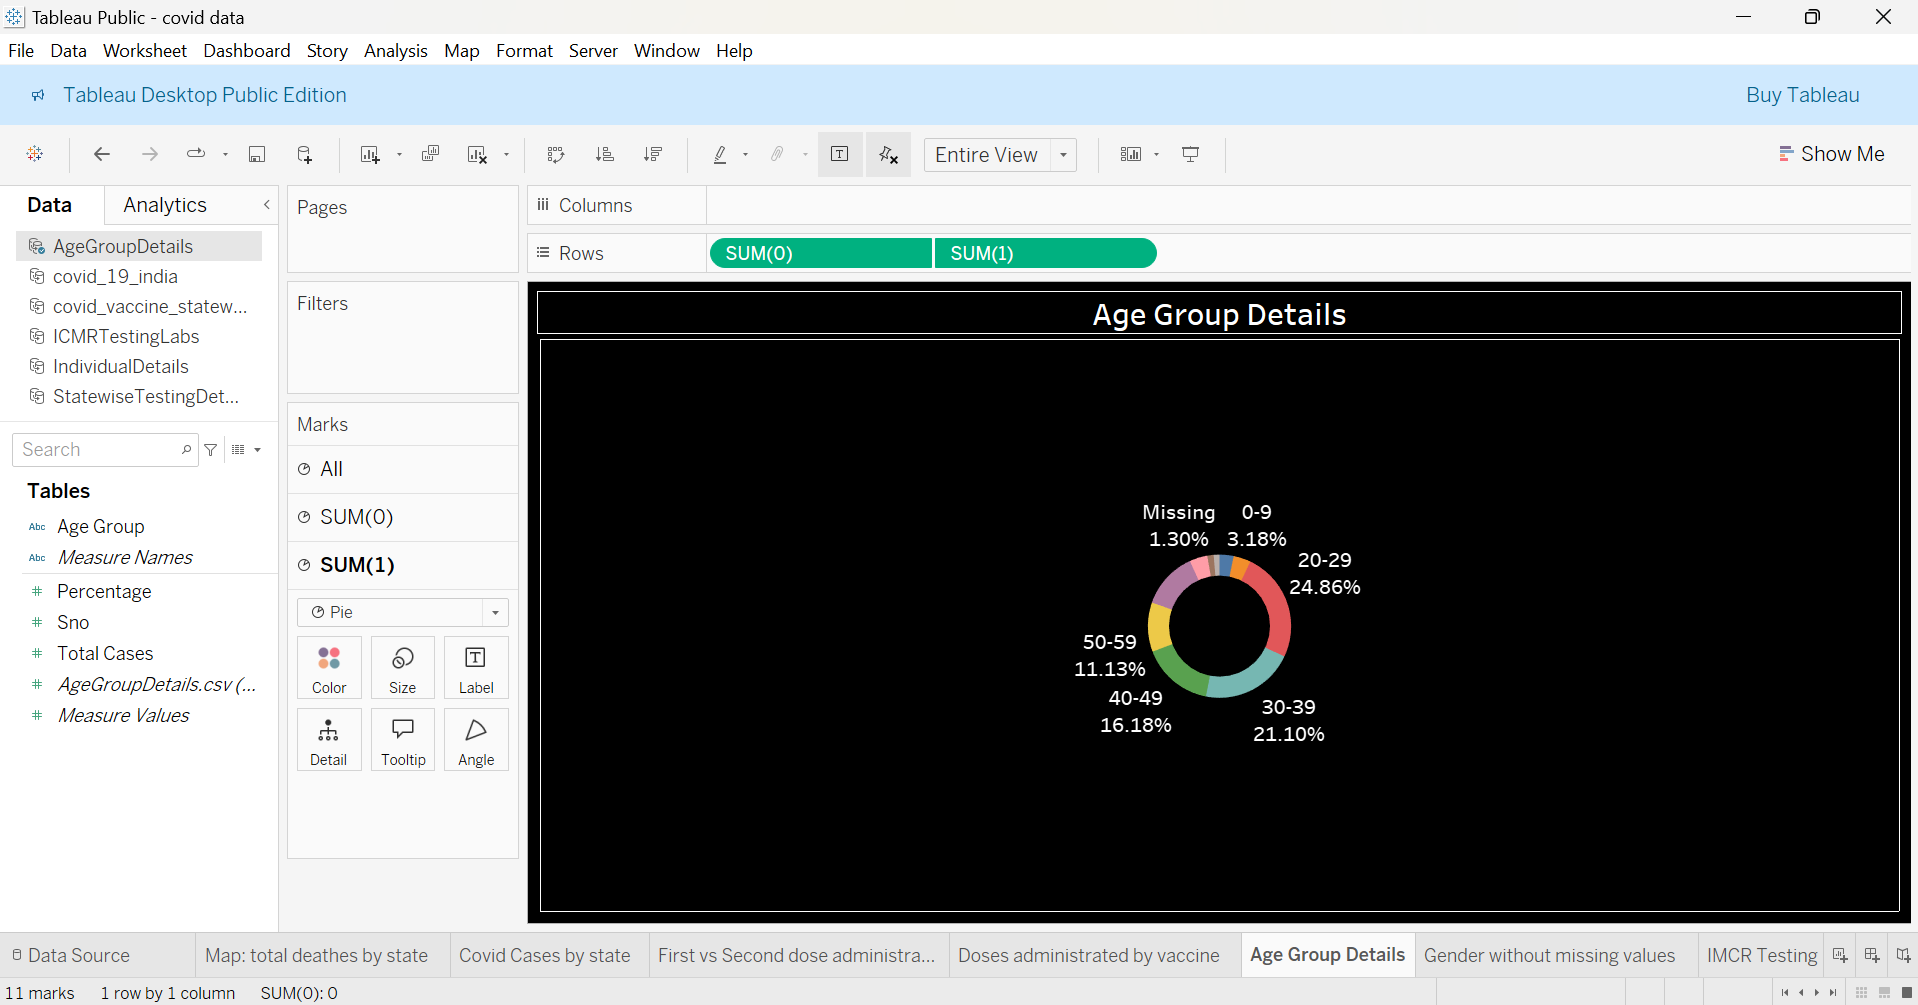 Tableau Public - covid data
File Data Worksheet Dashboard Story Analysis Map Format Server Window Help
Tableau Desktop Public Edition
Buy Tableau
Entire View
Show Me
Data Analytics
AgeGroupDetails
covid_19_india
covid_vaccine_statew...
ICMRTestingLabs
IndividualDetails
StatewiseTestingDet...
Search
Tables
Abc Age Group
Abc Measure Names
# Percentage
# Sno
# Total Cases
# AgeGroupDetails.csv (...
# Measure Values
Pages
Filters
Marks
All
SUM(0)
SUM(1)
Pie
Color Size Label
Detail Tooltip Angle
Columns
Rows SUM(0) SUM(1)
Age Group Details
Missing
1.30%
0-9
3.18%
20-29
24.86%
50-59
11.13%
40-49
16.18%
30-39
21.10%
Data Source Map: total deathes by state Covid Cases by state First vs Second dose administra... Doses administrated by vaccine Age Group Details Gender without missing values IMCR Testing
11 marks 1 row by 1 column SUM(0): 0